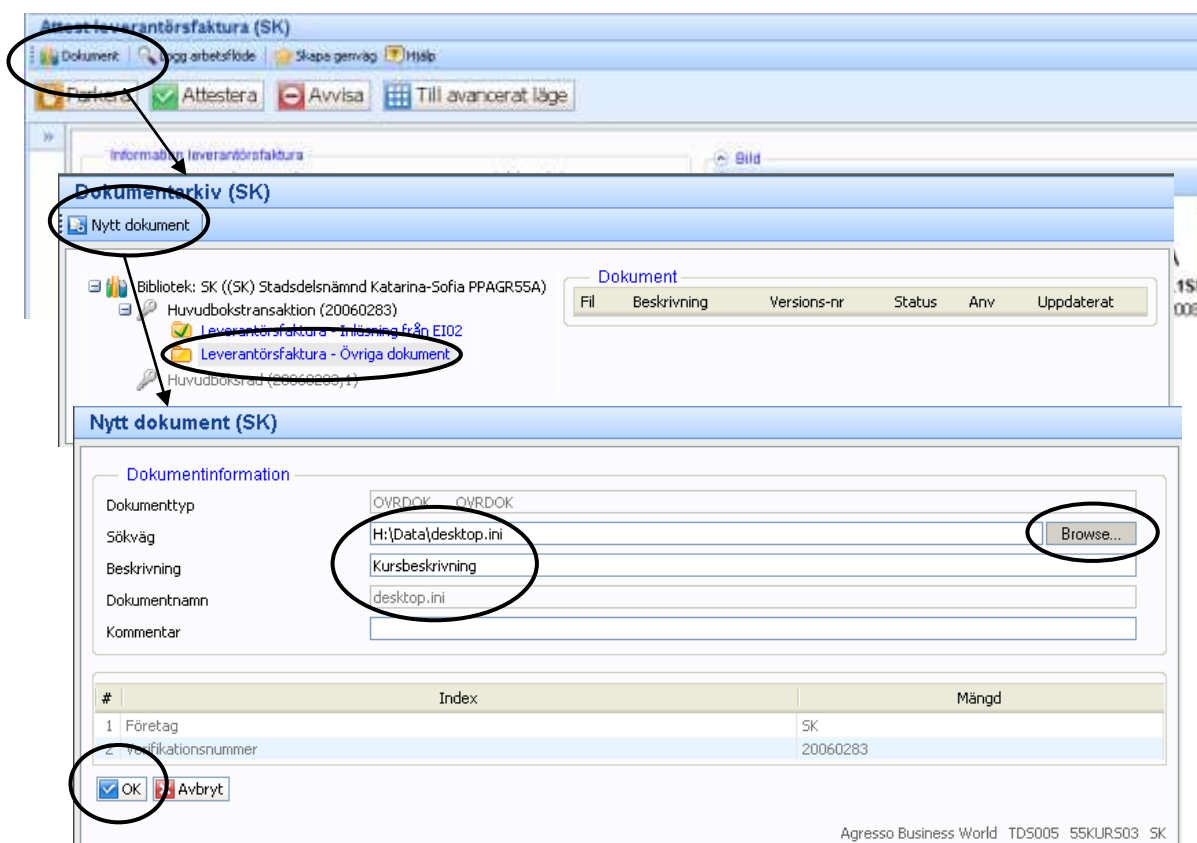 Attest leverantörsfaktura (SK)
Dokument Logg arbetsflöde Skapa genväg Hjälp
Parkera Attestera Avvisa Till avancerat läge
Information leverantörsfaktura Bild
Dokumentarkiv (SK)
Nytt dokument
Bibliotek: SK ((SK) Stadsdelsnämnd Katarina-Sofia PPAGR55A)
Huvudbokstransaktion (20060283)
Leverantörsfaktura - Inläsning från EI02
Leverantörsfaktura - Övriga dokument
Huvudboksrad (20060283,1)
Dokument
Fil Beskrivning Versions-nr Status Anv Uppdaterat
Nytt dokument (SK)
Dokumentinformation
Dokumenttyp OVRDOK OVRDOK
Sökväg H:\Data\desktop.ini Browse...
Beskrivning Kursbeskrivning
Dokumentnamn desktop.ini
Kommentar
# Index Mängd
1 Företag SK
2 Verifikationsnummer 20060283
OK Avbryt
Agresso Business World TDS005 55KURS03 SK